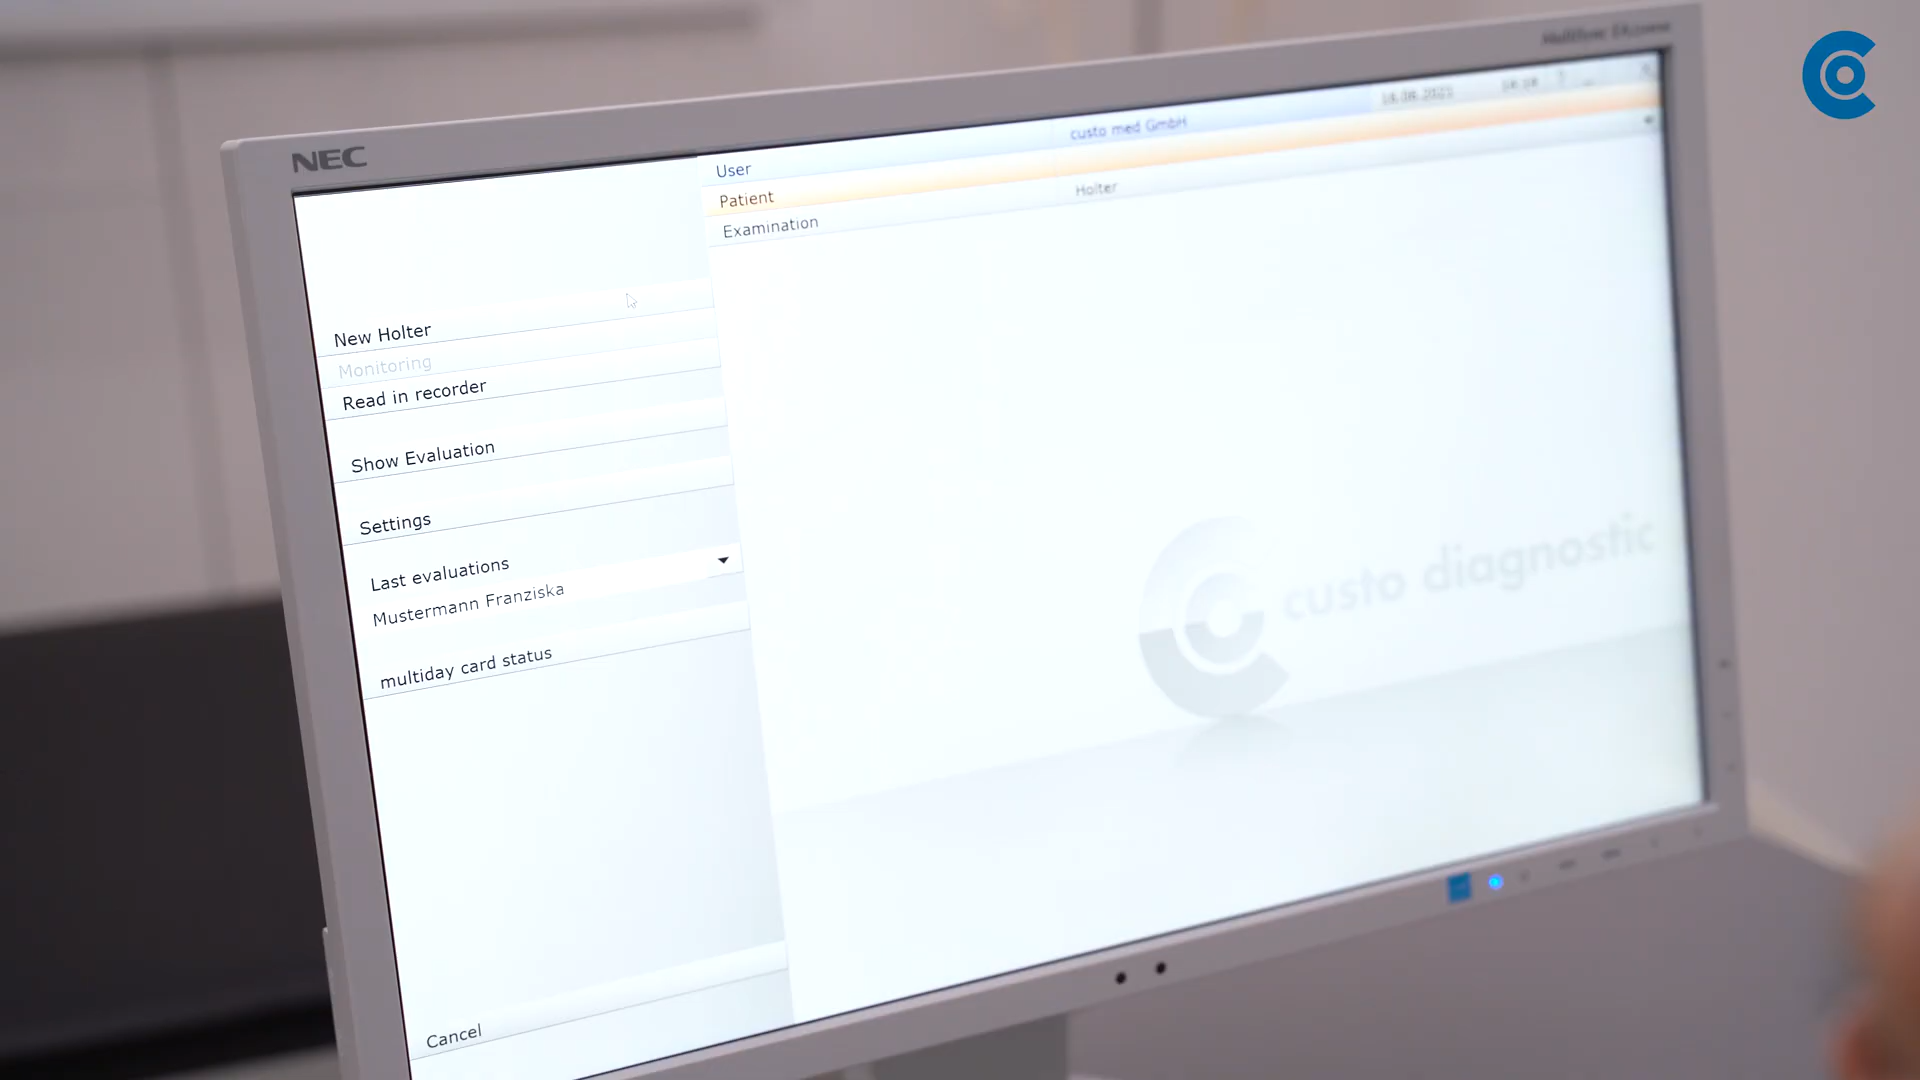 NEC
User
custo med GmbH
Patient
Examination
Holter
New Holter
Monitoring
Read in recorder
Show Evaluation
Settings
Last evaluations
Mustermann Franziska
multiday card status
custo diagnostic
Cancel